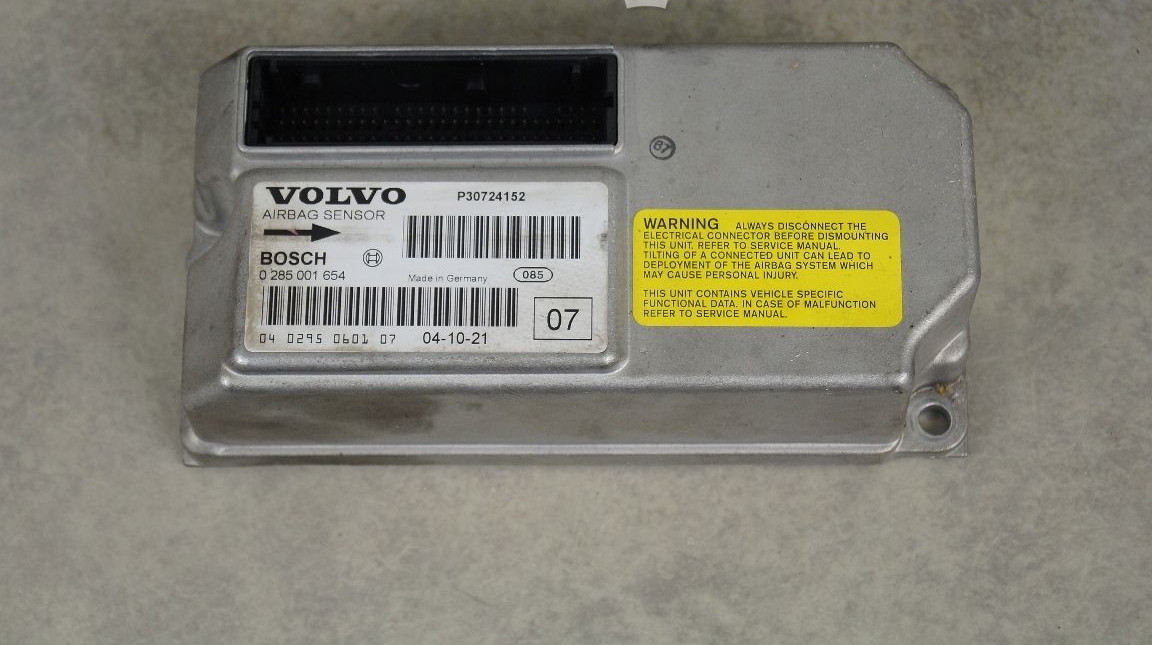 87
VOLVO P30724152
AIRBAG SENSOR
BOSCH
0 285 001 654
Made in Germany 085
04 0295 0601 07 04-10-21
07
WARNING ALWAYS DISCONNECT THE
ELECTRICAL CONNECTOR BEFORE DISMOUNTING
THIS UNIT. REFER TO SERVICE MANUAL.
TILTING OF A CONNECTED UNIT CAN LEAD TO
DEPLOYMENT OF THE AIRBAG SYSTEM WHICH
MAY CAUSE PERSONAL INJURY.
THIS UNIT CONTAINS VEHICLE SPECIFIC
FUNCTIONAL DATA. IN CASE OF MALFUNCTION
REFER TO SERVICE MANUAL.